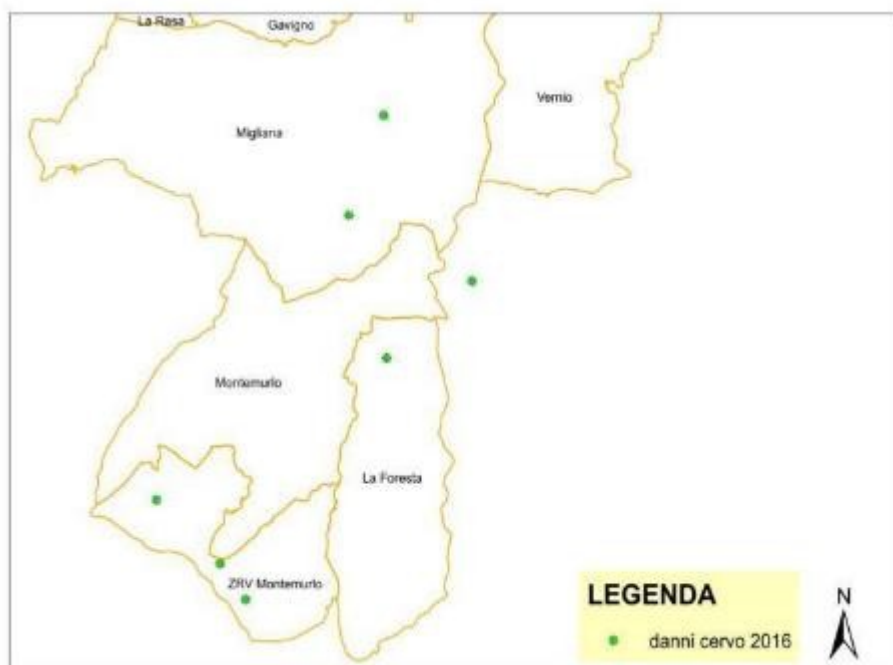 La Rasa
Gavigno
Vernio
Migliana
Montemurlo
La Foresta
ZRV Montemurlo
LEGENDA
danni cervo 2016
N